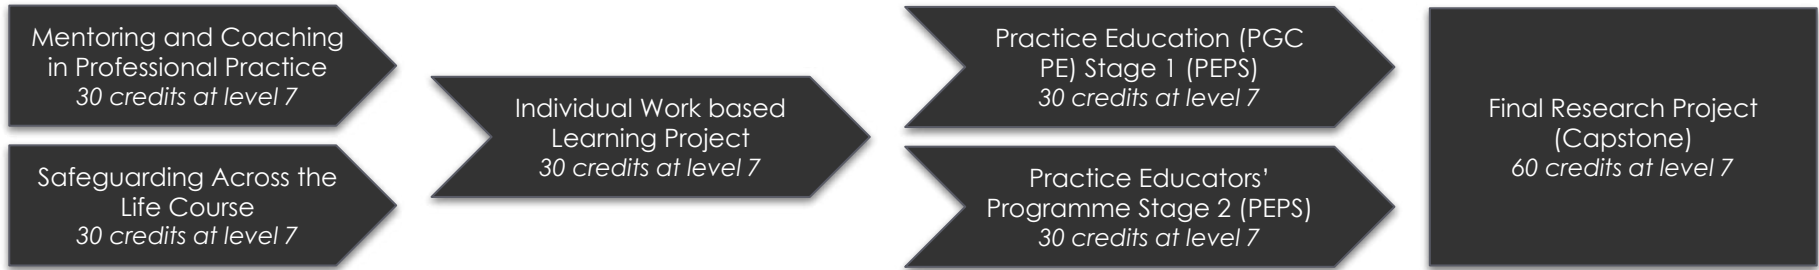 Mentoring and Coaching
in Professional Practice
30 credits at level 7
Safeguarding Across the
Life Course
30 credits at level 7
Individual Work based
Learning Project
30 credits at level 7
Practice Education (PGC
PE) Stage 1 (PEPS)
30 credits at level 7
Practice Educators’
Programme Stage 2 (PEPS)
30 credits at level 7
Final Research Project
(Capstone)
60 credits at level 7